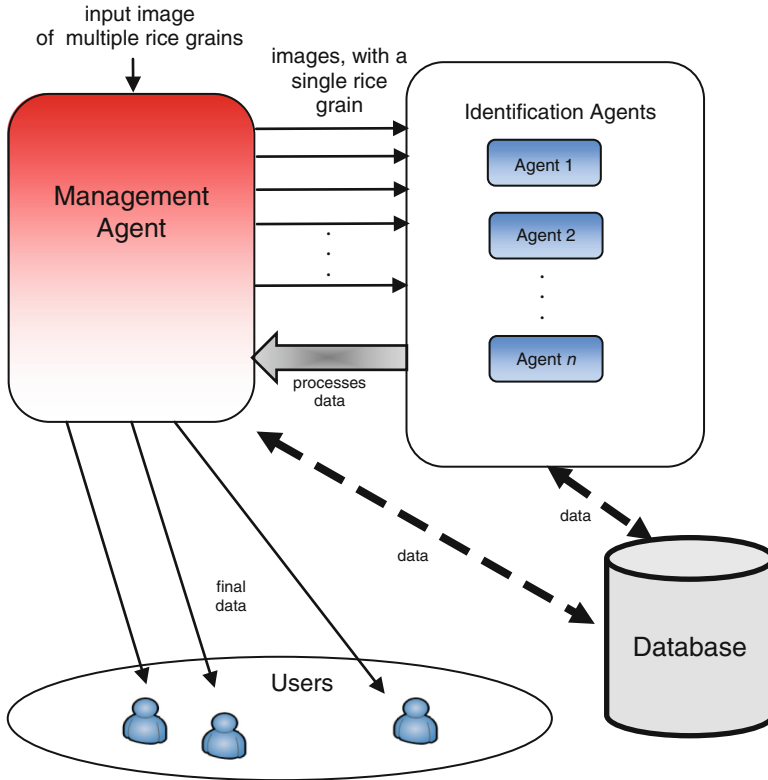 input image
of multiple rice grains
images, with a
single rice
grain
Management
Agent
Identification Agents
Agent 1
Agent 2
Agent n
processes
data
data
data
final
data
Users
Database